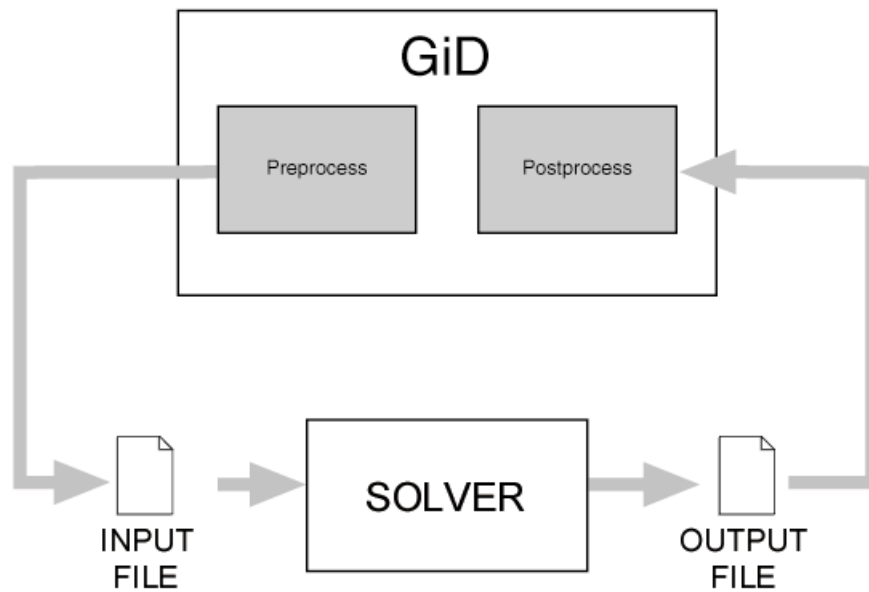 GiD
Preprocess
Postprocess
INPUT
FILE
SOLVER
OUTPUT
FILE